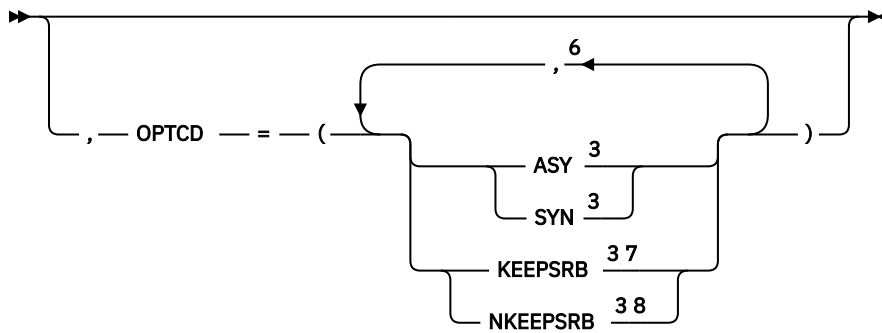 , 6
, OPTCD = ( )
ASY 3
SYN 3
KEEPSRB 3 7
NKEEPSRB 3 8